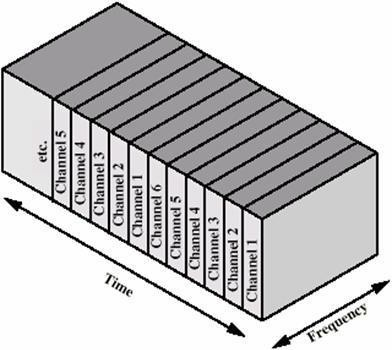 etc.
Channel 5
Channel 4
Channel 3
Channel 2
Channel 1
Channel 6
Channel 5
Channel 4
Channel 3
Channel 2
Channel 1
Time
Frequency